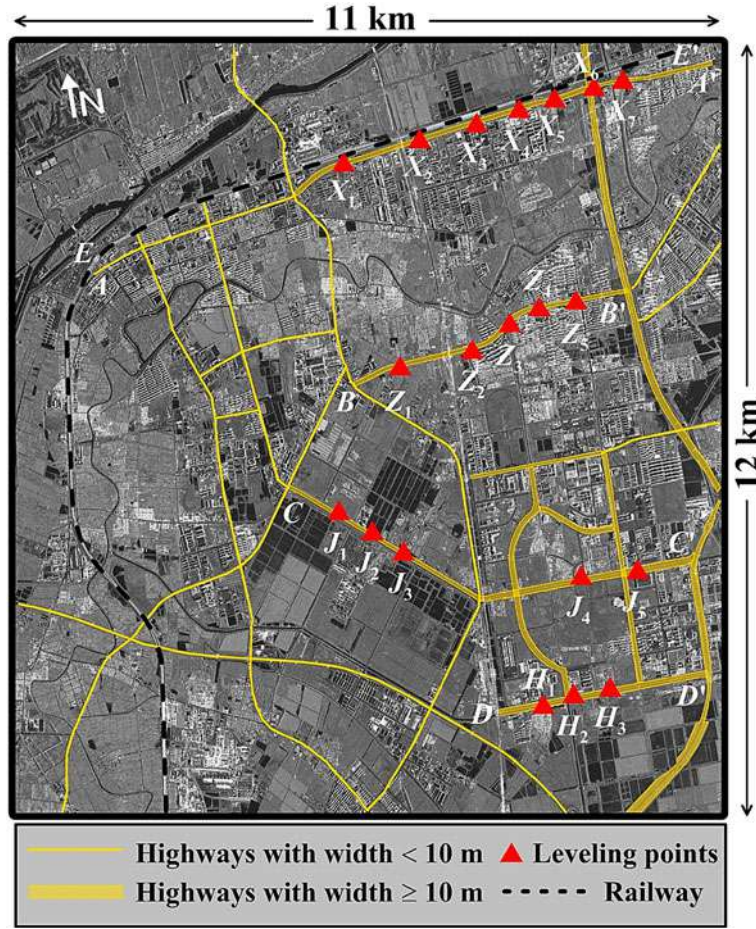 11 km
12 km
N
E'
A'
X₆
X₇
X₅
X₄
X₃
X₂
X₁
E
A
Z₄
Z₅
B'
Z₃
Z₂
B
Z₁
C
J₁
J₂
J₃
C'
J₄
J₅
H₁
D
H₂
H₃
D'
Highways with width < 10 m
Leveling points
Highways with width ≥ 10 m
Railway